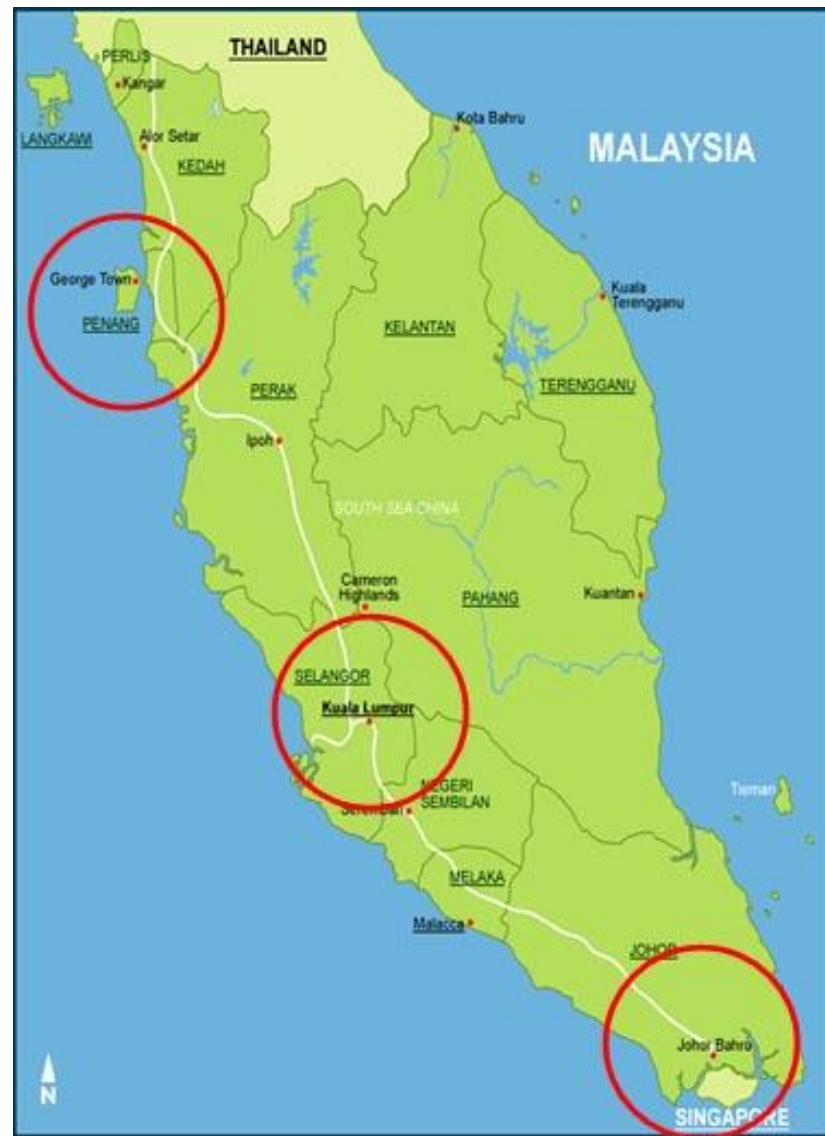 THAILAND
PERLIS
Kangar
Kota Bahru
LANGKAWI
Alor Setar
MALAYSIA
KEDAH
George Town
Kuala
Terengganu
PENANG
KELANTAN
PERAK
TERENGGANU
Ipoh
SOUTH SEA CHINA
Cameron
Highlands
PAHANG
Kuantan
SELANGOR
Kuala Lumpur
NEGERI
SEMBILAN
Seremban
Tioman
MELAKA
Malacca
JOHOR
Johor Bahru
N
SINGAPORE